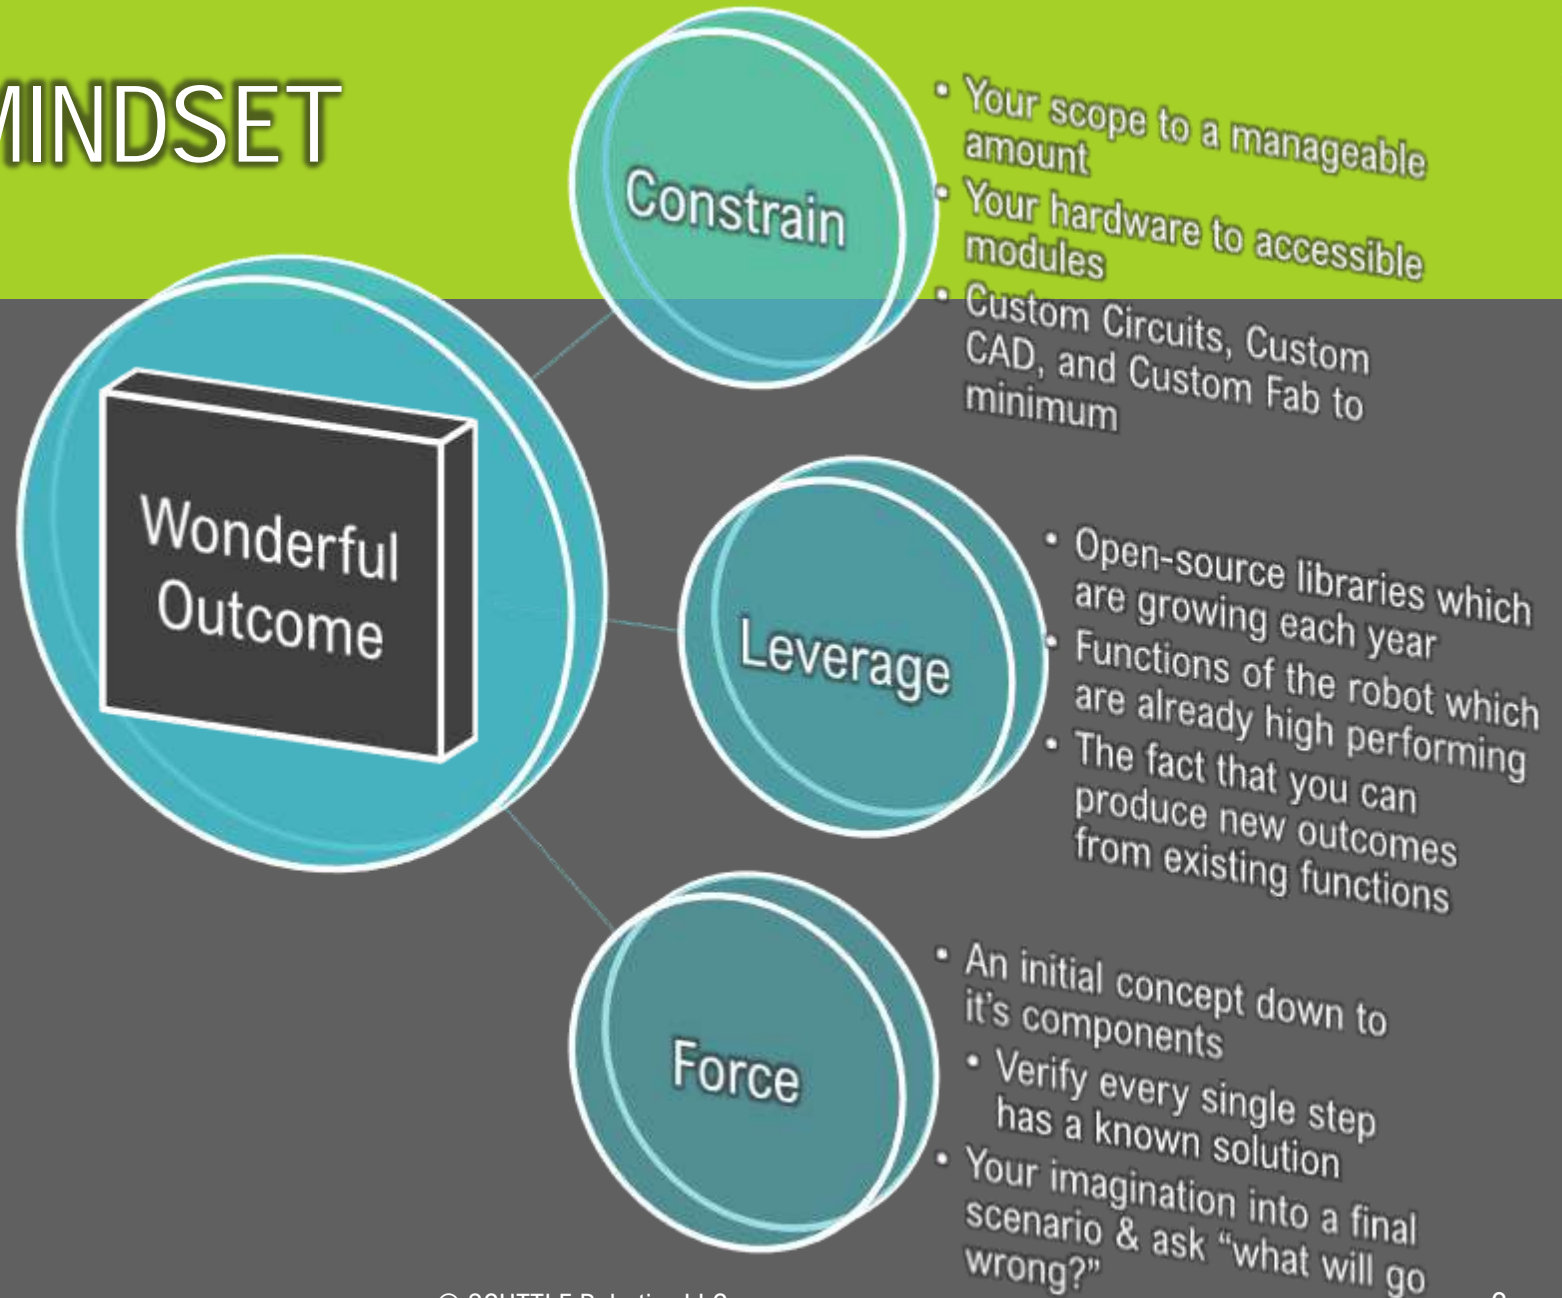 MINDSET
Constrain
• Your scope to a manageable
amount
• Your hardware to accessible
modules
• Custom Circuits, Custom
CAD, and Custom Fab to
minimum
Wonderful
Outcome
Leverage
• Open-source libraries which
are growing each year
• Functions of the robot which
are already high performing
• The fact that you can
produce new outcomes
from existing functions
Force
• An initial concept down to
it's components
• Verify every single step
has a known solution
• Your imagination into a final
scenario & ask “what will go
wrong?”